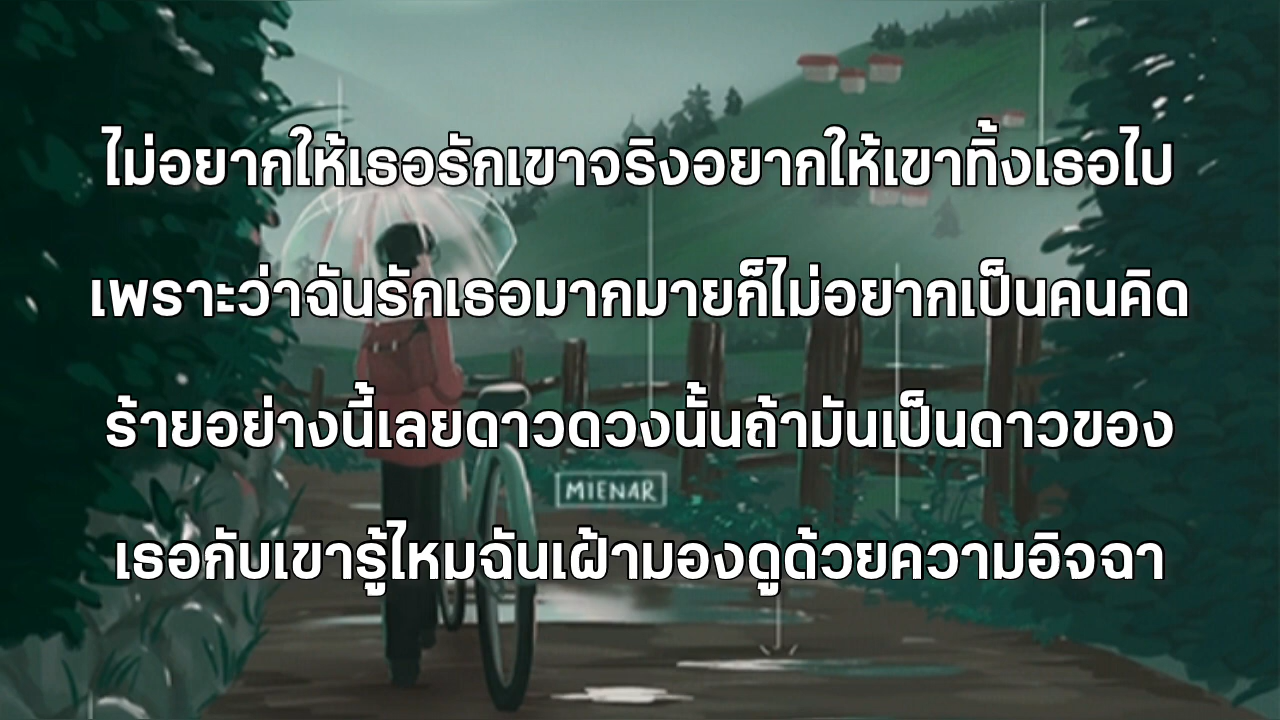 ไม่อยากให้เธอรักเขาจริงอยากให้เขาทิ้งเธอไป
เพราะว่าฉันรักเธอมากมายก็ไม่อยากเป็นคนคิด
ร้ายอย่างนี้เลยดาวดวงนั้นถ้ามันเป็นดาวของ
MIENAR
เธอกับเขารู้ไหมฉันเฝ้ามองดูด้วยความอิจฉา